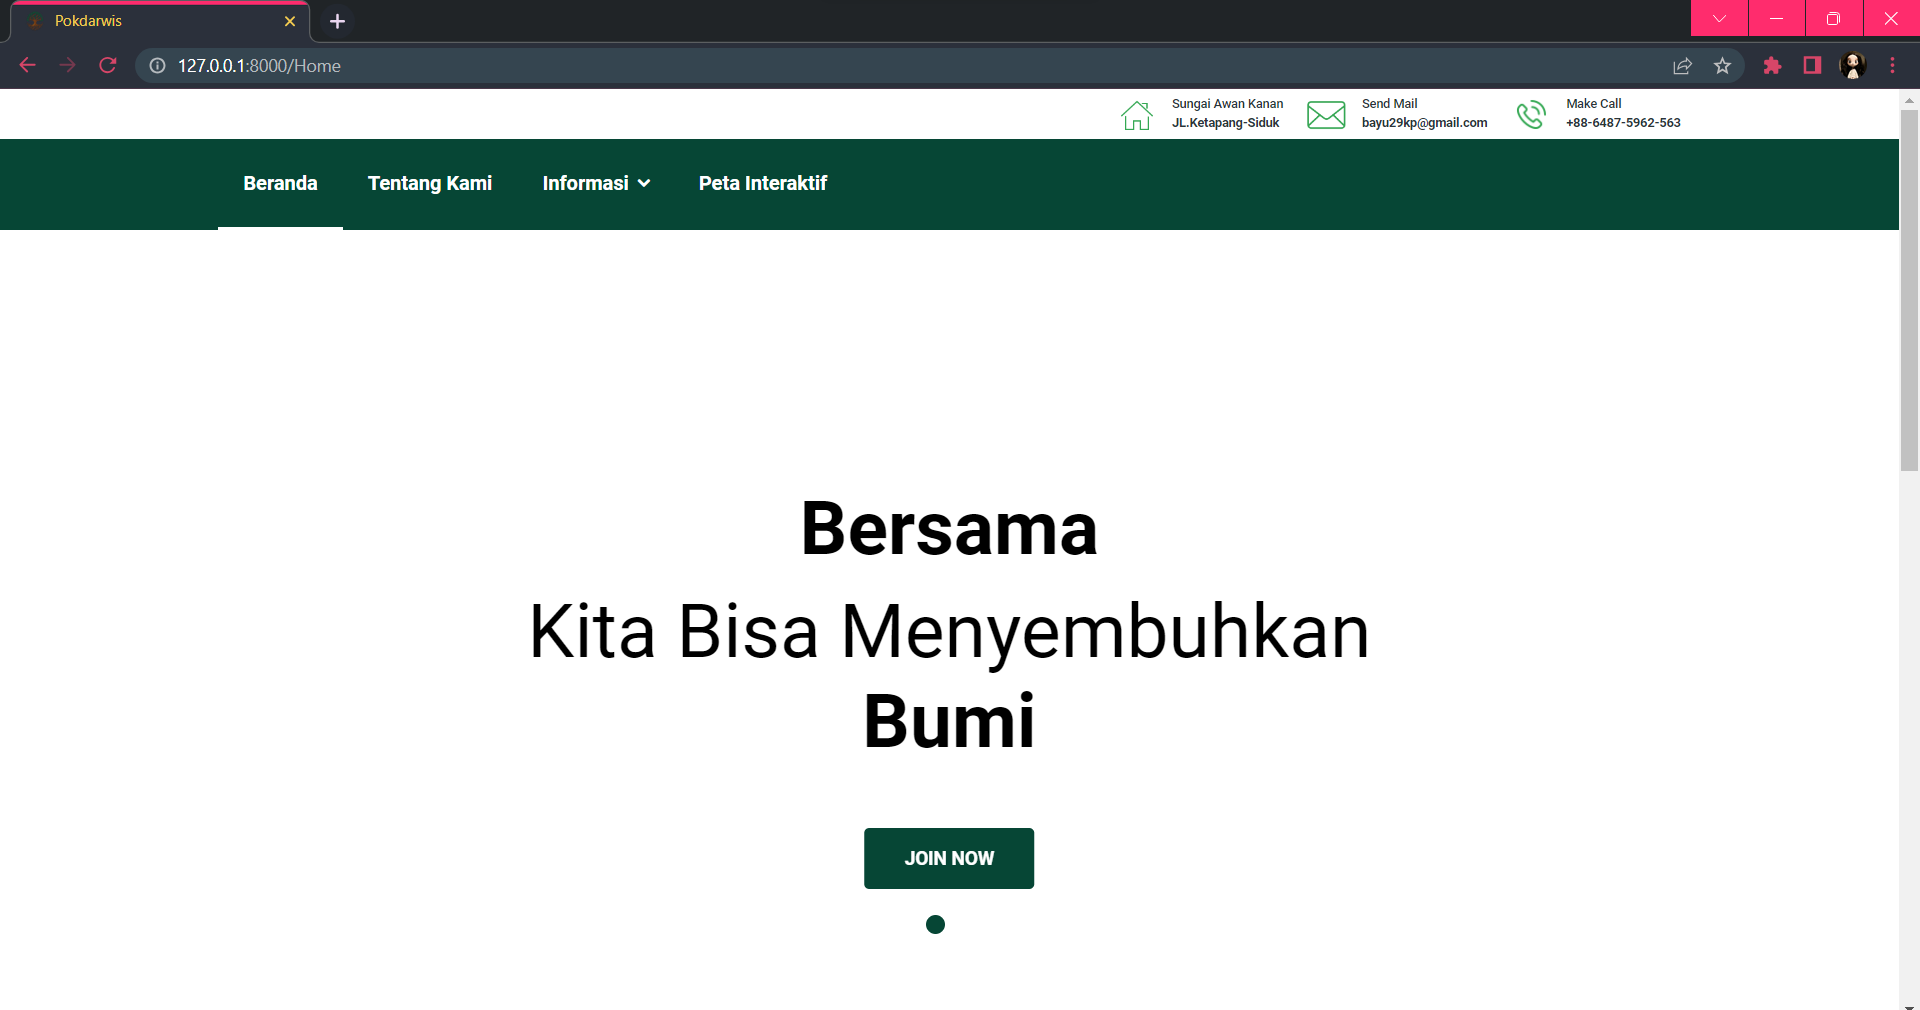 Pokdarwis
127.0.0.1:8000/Home
Sungai Awan Kanan
JL.Ketapang-Siduk
Send Mail
bayu29kp@gmail.com
Make Call
+88-6487-5962-563
Beranda
Tentang Kami
Informasi
Peta Interaktif
Bersama
Kita Bisa Menyembuhkan
Bumi
JOIN NOW